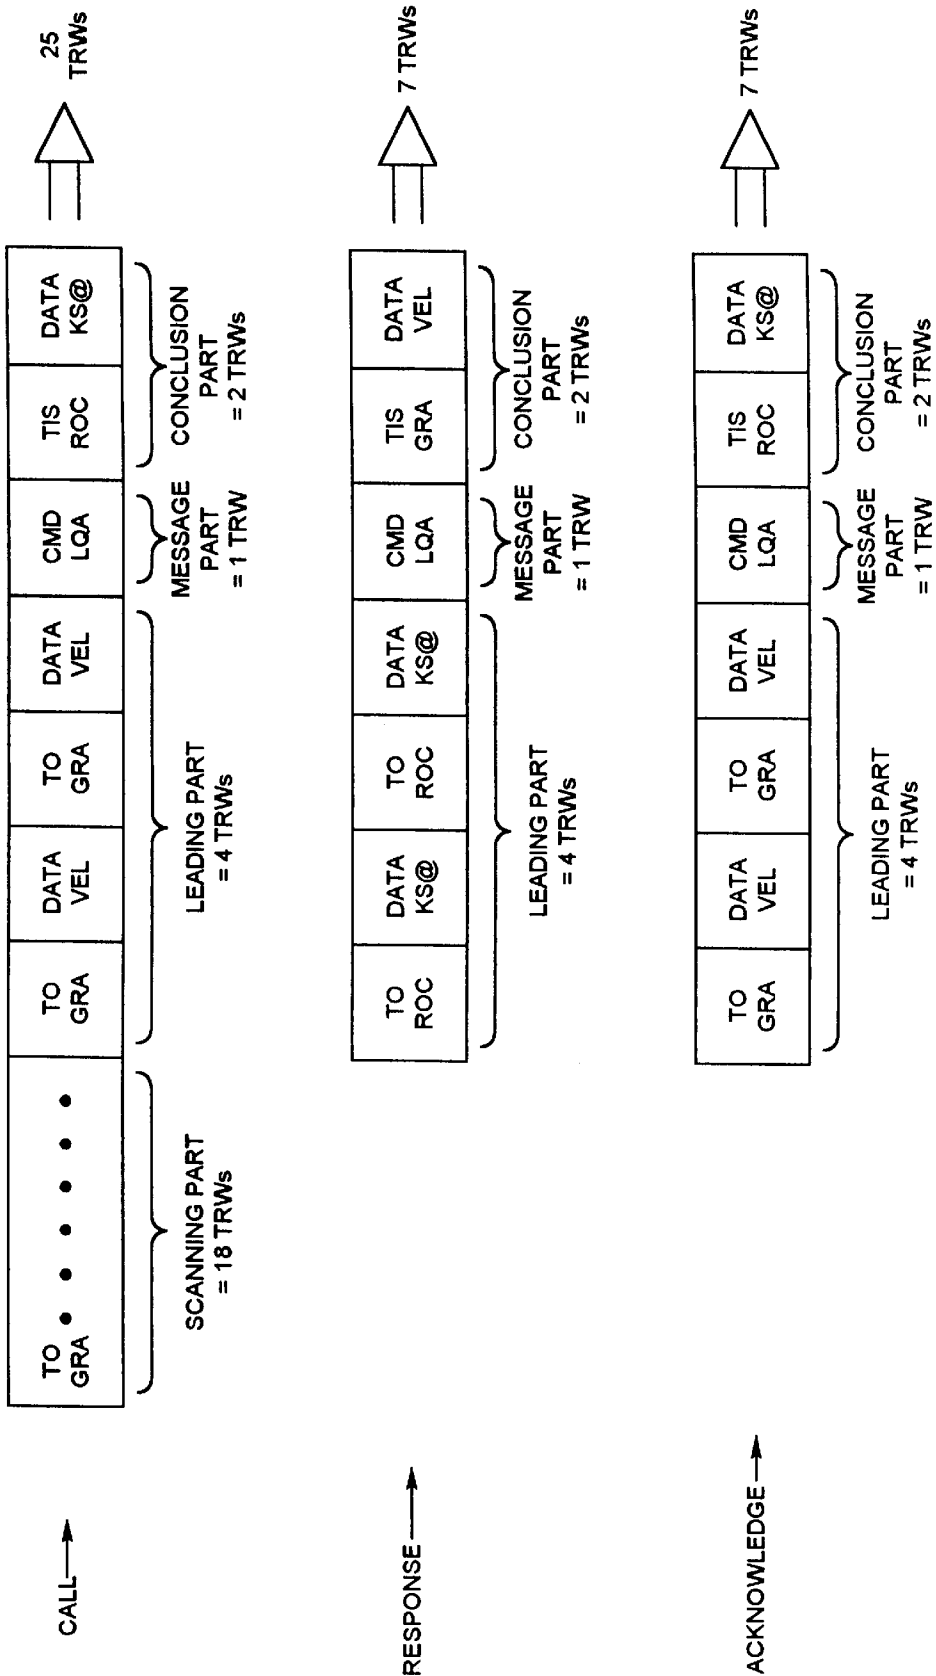 CALL
TO
GRA
TO
GRA
DATA
VEL
TO
GRA
DATA
VEL
CMD
LQA
TIS
ROC
DATA
KS@
25
TRWs
SCANNING PART
= 18 TRWs
LEADING PART
= 4 TRWs
MESSAGE
PART
= 1 TRW
CONCLUSION
PART
= 2 TRWs
RESPONSE
TO
ROC
DATA
KS@
TO
ROC
DATA
KS@
CMD
LQA
TIS
GRA
DATA
VEL
7 TRWs
LEADING PART
= 4 TRWs
MESSAGE
PART
= 1 TRW
CONCLUSION
PART
= 2 TRWs
ACKNOWLEDGE
TO
GRA
DATA
VEL
TO
GRA
DATA
VEL
CMD
LQA
TIS
ROC
DATA
KS@
7 TRWs
LEADING PART
= 4 TRWs
MESSAGE
PART
= 1 TRW
CONCLUSION
PART
= 2 TRWs